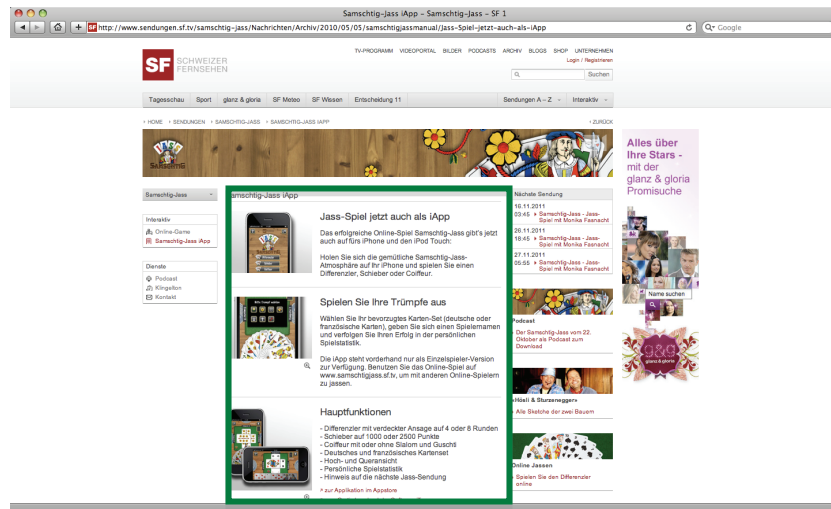 Samschtig-Jass iApp – Samschtig-Jass – SF 1
SF http://www.sendungen.sf.tv/samschtig-jass/Nachrichten/Archiv/2010/05/05/samschtigjassmanual/Jass-Spiel-jetzt-auch-als-iApp
Google
TV-PROGRAMM VIDEOPORTAL BILDER PODCASTS ARCHIV BLOGS SHOP UNTERNEHMEN
Login / Registrieren
SF SCHWEIZER
FERNSEHEN
Suchen
Tagesschau Sport glanz & gloria SF Meteo SF Wissen Entscheidung 11 Sendungen A – Z Interaktiv
HOME SENDUNGEN SAMSCHTIG-JASS SAMSCHTIG-JASS IAPP ZURÜCK
Samschtig-Jass
Interaktiv
Online-Game
Samschtig-Jass iApp
Dienste
Podcast
Klingelton
Kontakt
amschtig-Jass iApp
Jass-Spiel jetzt auch als iApp
Das erfolgreiche Online-Spiel Samschtig-Jass gibt's jetzt
auch auf fürs iPhone und den iPod Touch:
Holen Sie sich die gemütliche Samschtig-Jass-
Atmosphäre auf Ihr iPhone und spielen Sie einen
Differenzler, Schieber oder Coiffeur.
Spielen Sie Ihre Trümpfe aus
Wählen Sie Ihr bevorzugtes Karten-Set (deutsche oder
französische Karten), geben Sie sich einen Spielernamen
und verfolgen Sie Ihren Erfolg in der persönlichen
Spielstatistik.
Die iApp steht vorderhand nur als Einzelspieler-Version
zur Verfügung. Benutzen Sie das Online-Spiel auf
www.samschtigjass.sf.tv, um mit anderen Online-Spielern
zu jassen.
Hauptfunktionen
- Differenzler mit verdeckter Ansage auf 4 oder 8 Runden
- Schieber auf 1000 oder 2500 Punkte
- Coiffeur mit oder ohne Slalom und Guschti
- Deutsches und französisches Kartenset
- Hoch- und Queransicht
- Persönliche Spielstatistik
- Hinweis auf die nächste Jass-Sendung
zur Applikation im Appstore
Nächste Sendung
16.11.2011
03:45 Samschtig-Jass - Jass-
Spiel mit Monika Fasnacht
26.11.2011
18:45 Samschtig-Jass - Jass-
Spiel mit Monika Fasnacht
27.11.2011
05:55 Samschtig-Jass - Jass-
Spiel mit Monika Fasnacht
Podcast
Der Samschtig-Jass vom 22.
Oktober als Podcast zum
Download
«Hösli & Sturzenegger»
Alle Sketche der zwei Bauern
Online Jassen
Spielen Sie den Differenzler
online
Alles über
Ihre Stars -
mit der
glanz & gloria
Promisuche
Name suchen
g&g
glanz & gloria